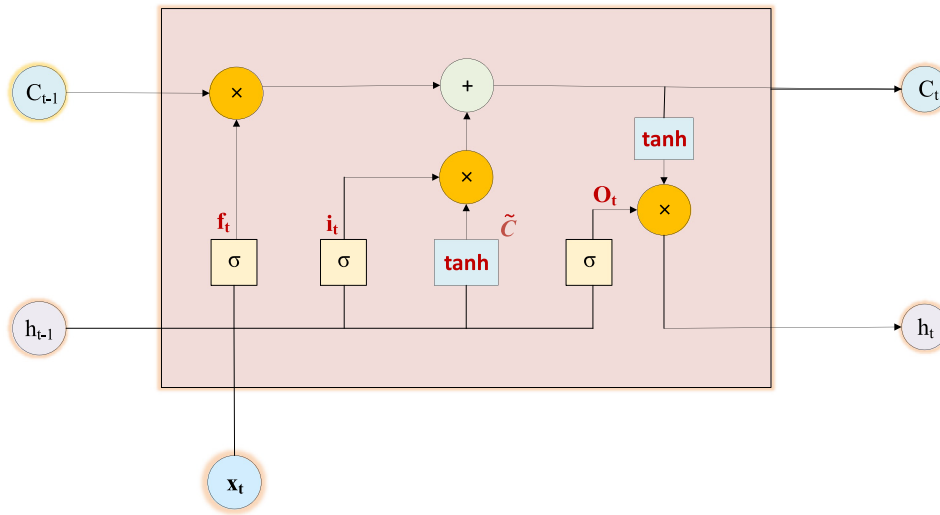 C_{t-1}
×
+
C_t
tanh
×
×
O_t
f_t
i_t
C̃
σ
σ
tanh
σ
h_{t-1}
h_t
x_t